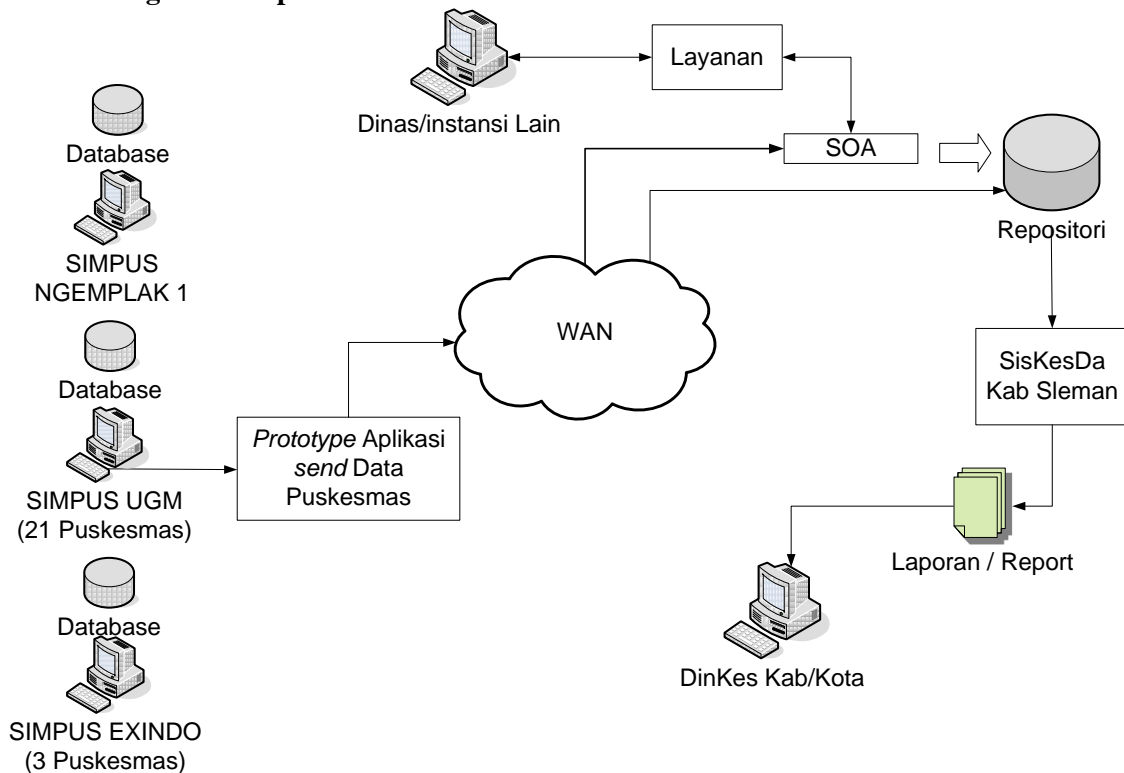 Layanan
Dinas/instansi Lain
SOA
Database
SIMPUS
NGEMPLAK 1
Repositori
WAN
Database
SisKesDa
Kab Sleman
Prototype Aplikasi
send Data
Puskesmas
SIMPUS UGM
(21 Puskesmas)
Laporan / Report
Database
DinKes Kab/Kota
SIMPUS EXINDO
(3 Puskesmas)